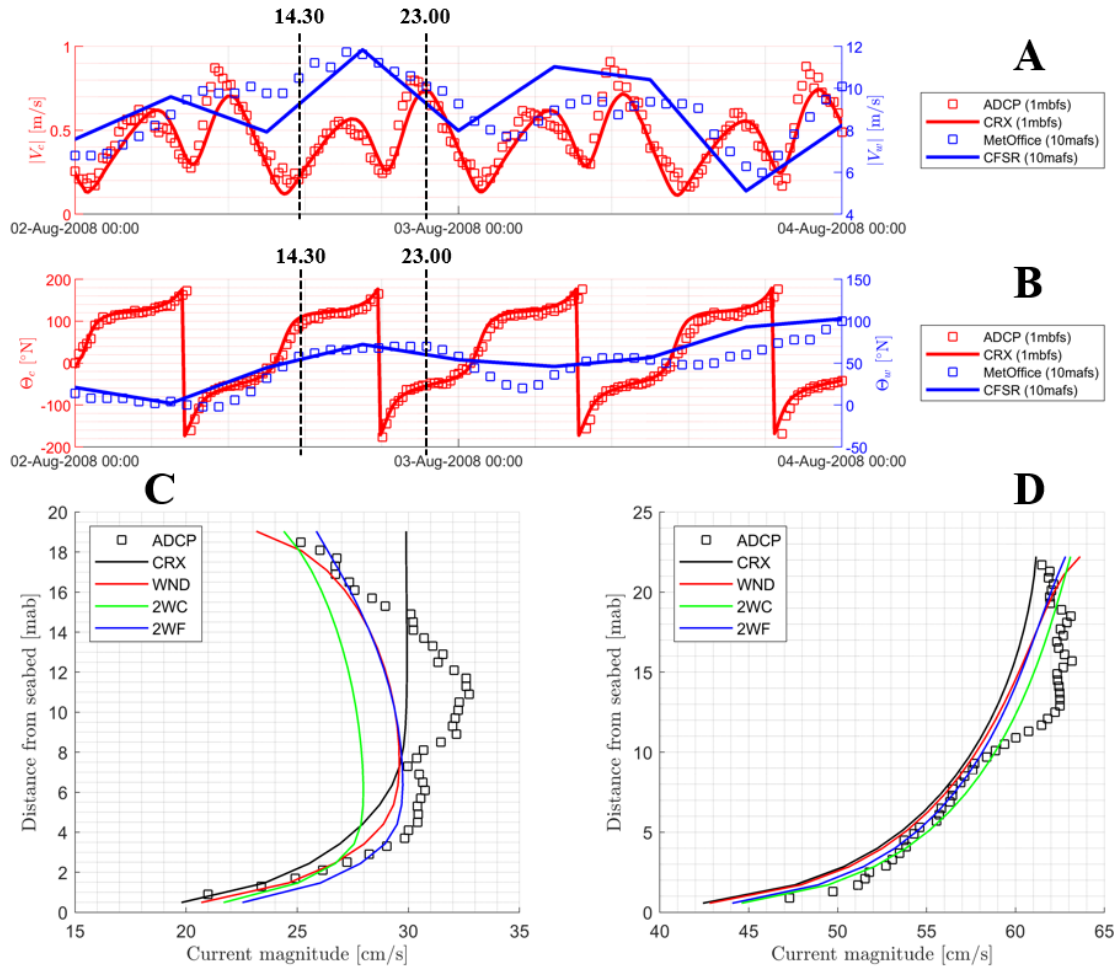 14.30 23.00
A
1
0.5
0
|V_c| [m/s]
12
10
8
6
4
|V_w| [m/s]
02-Aug-2008 00:00 03-Aug-2008 00:00 04-Aug-2008 00:00
ADCP (1mbfs)
CRX (1mbfs)
MetOffice (10mafs)
CFSR (10mafs)
14.30 23.00
B
200
100
0
-100
-200
Θ_c [°N]
150
100
50
0
-50
Θ_w [°N]
02-Aug-2008 00:00 03-Aug-2008 00:00 04-Aug-2008 00:00
ADCP (1mbfs)
CRX (1mbfs)
MetOffice (10mafs)
CFSR (10mafs)
C
20
18
16
14
12
10
8
6
4
2
0
Distance from seabed [mab]
ADCP
CRX
WND
2WC
2WF
15 20 25 30 35
Current magnitude [cm/s]
D
25
20
15
10
5
0
Distance from seabed [mab]
ADCP
CRX
WND
2WC
2WF
40 45 50 55 60 65
Current magnitude [cm/s]